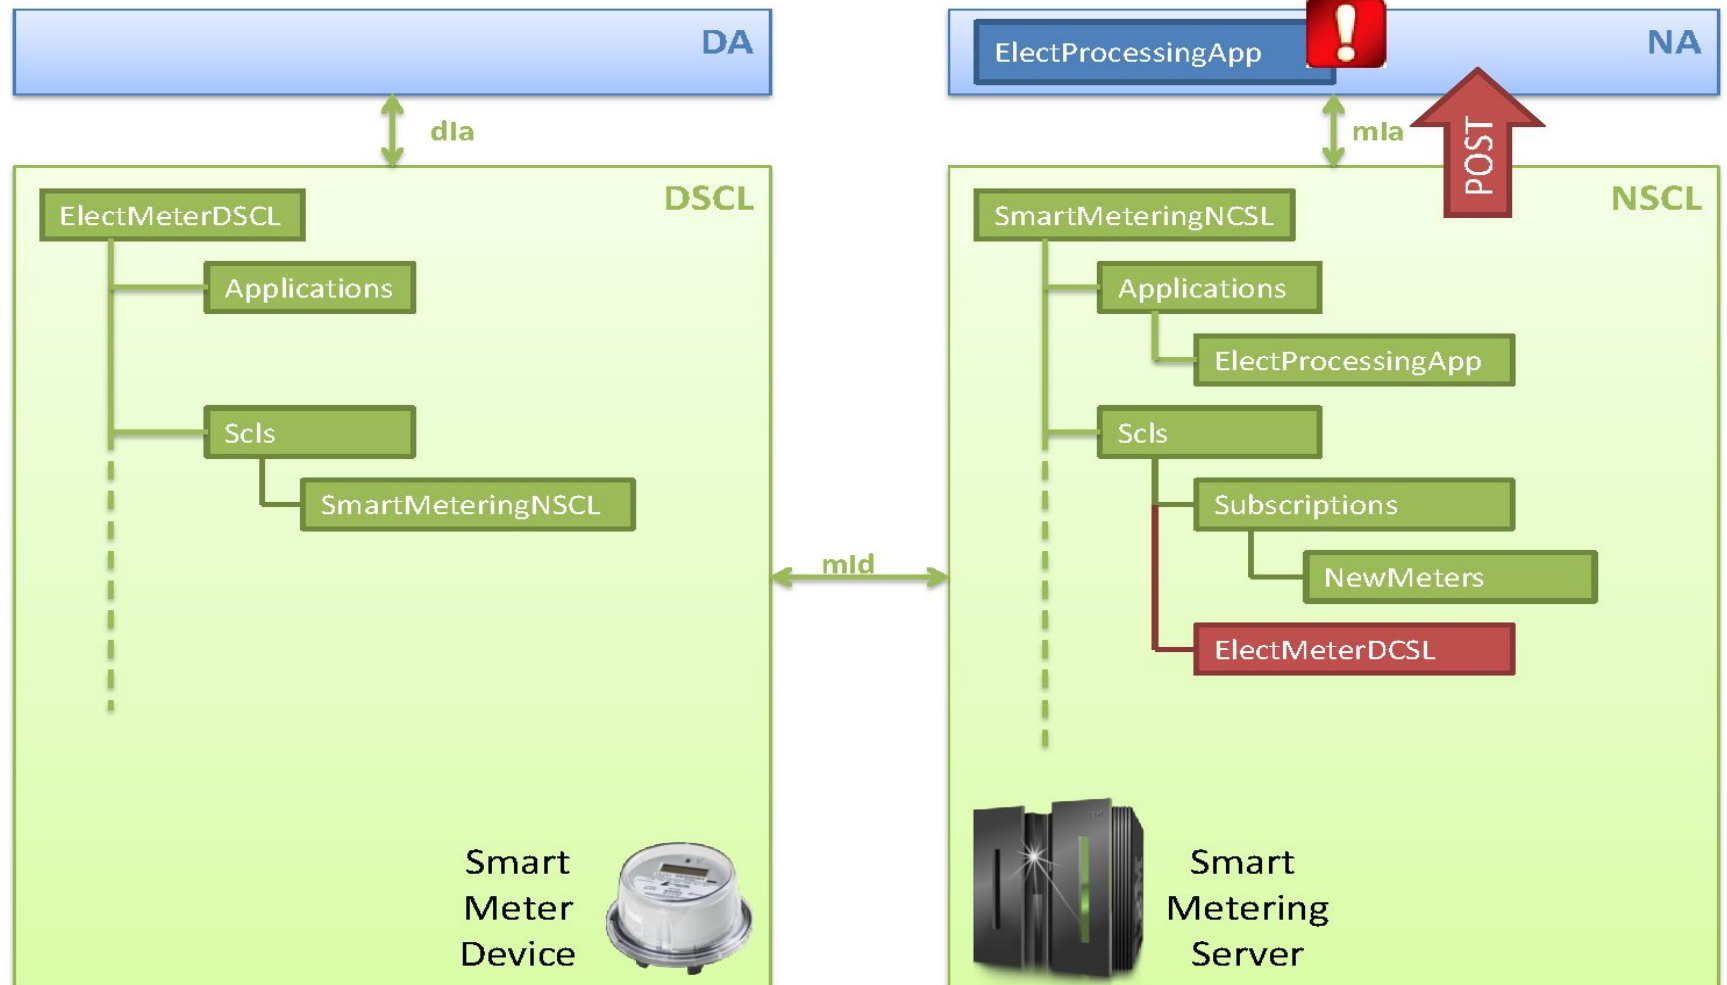 DA
ElectProcessingApp
NA
dIa
mIa
POST
DSCL
ElectMeterDSCL
Applications
Scls
SmartMeteringNSCL
mId
NSCL
SmartMeteringNCSL
Applications
ElectProcessingApp
Scls
Subscriptions
NewMeters
ElectMeterDCSL
Smart
Meter
Device
Smart
Metering
Server